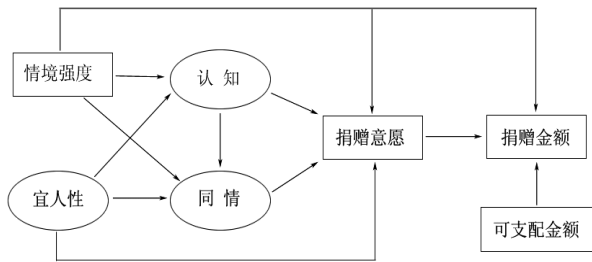 情境强度
认知
捐赠意愿
捐赠金额
宜人性
同情
可支配金额